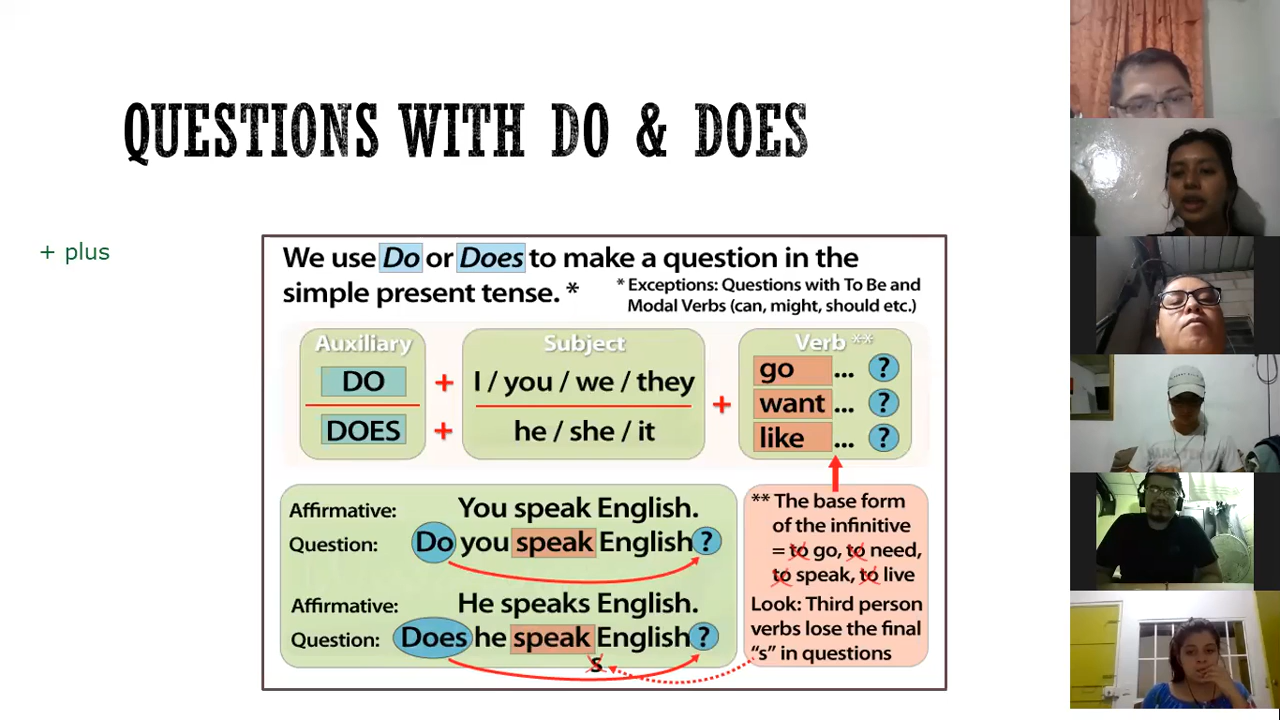 QUESTIONS WITH DO & DOES
+ plus
We use Do or Does to make a question in the
simple present tense. *
* Exceptions: Questions with To Be and
Modal Verbs (can, might, should etc.)
Auxiliary
DO
DOES
+
+
Subject
I / you / we / they
he / she / it
+
Verb **
go ... ?
want ... ?
like ... ?
Affirmative: You speak English.
Question: Do you speak English?
Affirmative: He speaks English.
Question: Does he speak English?
s
** The base form
of the infinitive
= to go, to need,
to speak, to live
Look: Third person
verbs lose the final
"s" in questions